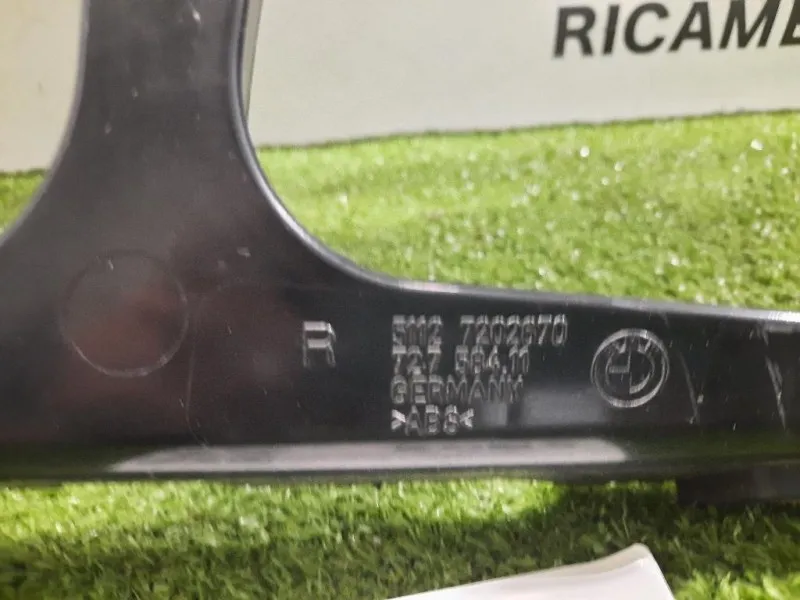 RICAMB
R
5112 7202670
727 584.11
GERMANY
>ABS<